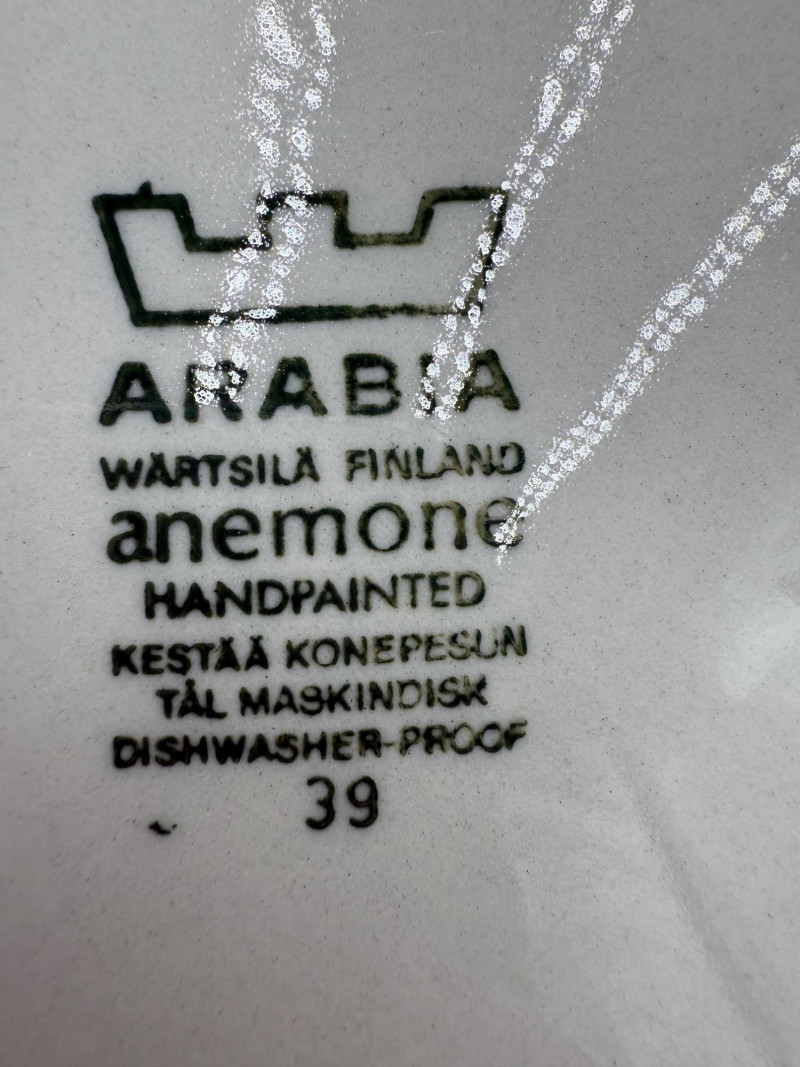 ARABIA
WÄRTSILÄ FINLAND
anemone
HANDPAINTED
KESTÄÄ KONEPESUN
TÅL MASKINDISK
DISHWASHER-PROOF
39